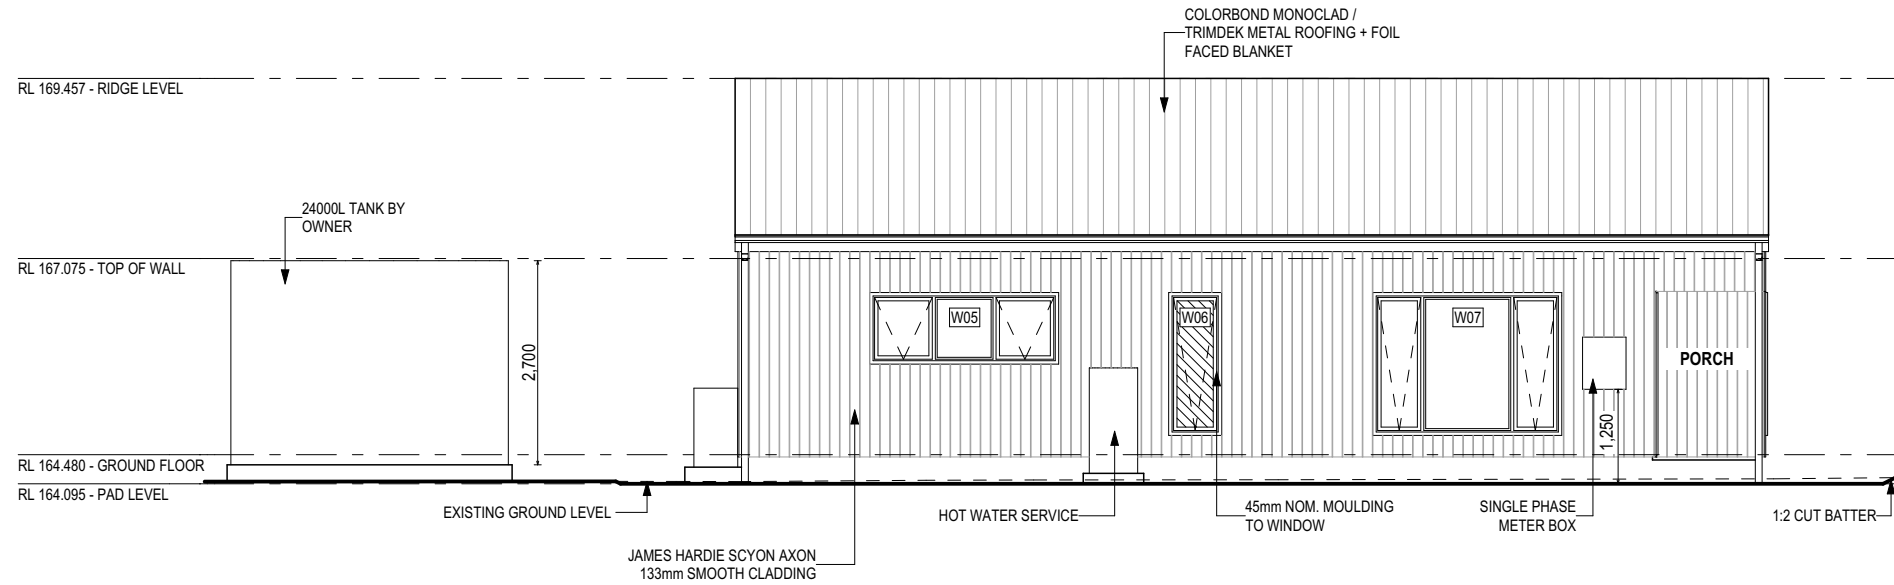 COLORBOND MONOCLAD /
TRIMDEK METAL ROOFING + FOIL
FACED BLANKET
RL 169.457 - RIDGE LEVEL
24000L TANK BY
OWNER
RL 167.075 - TOP OF WALL
2,700
W05
W06
W07
PORCH
1,250
RL 164.480 - GROUND FLOOR
RL 164.095 - PAD LEVEL
EXISTING GROUND LEVEL
HOT WATER SERVICE
45mm NOM. MOULDING
TO WINDOW
SINGLE PHASE
METER BOX
1:2 CUT BATTER
JAMES HARDIE SCYON AXON
133mm SMOOTH CLADDING